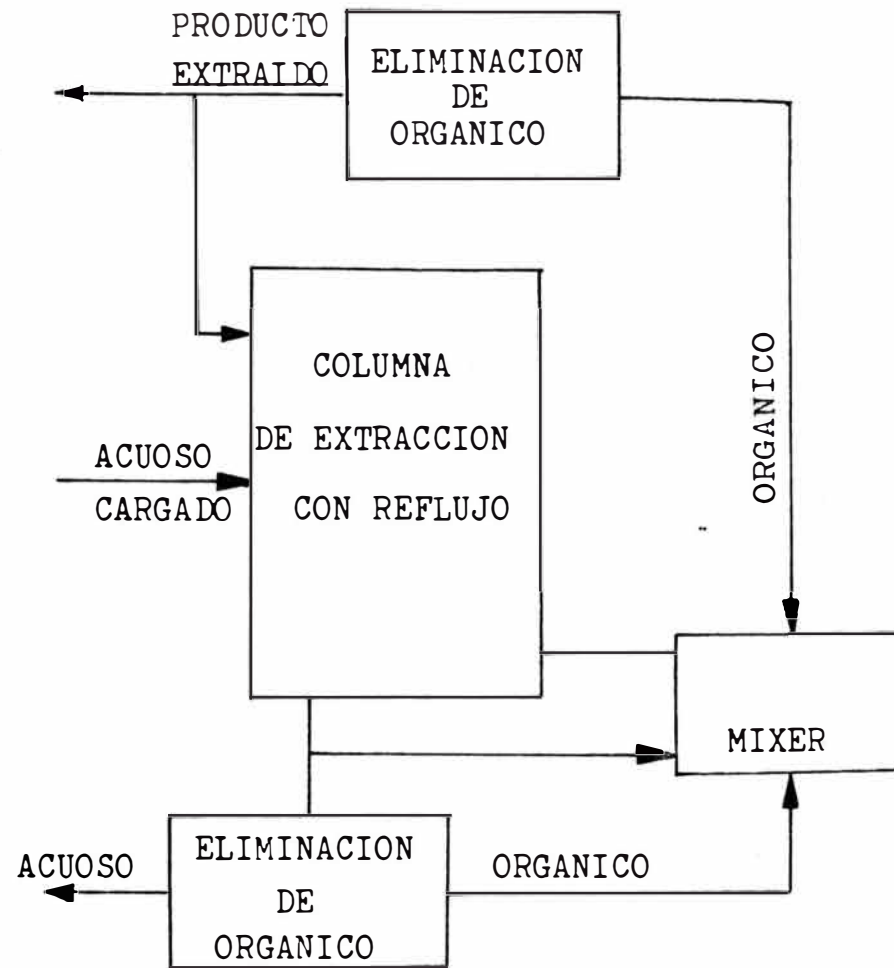 PRODUCTO
EXTRAIDO
ELIMINACION
DE
ORGANICO
COLUMNA
DE EXTRACCION
CON REFLUJO
ACUOSO
CARGADO
ORGANICO
MIXER
ACUOSO
ELIMINACION
DE
ORGANICO
ORGANICO